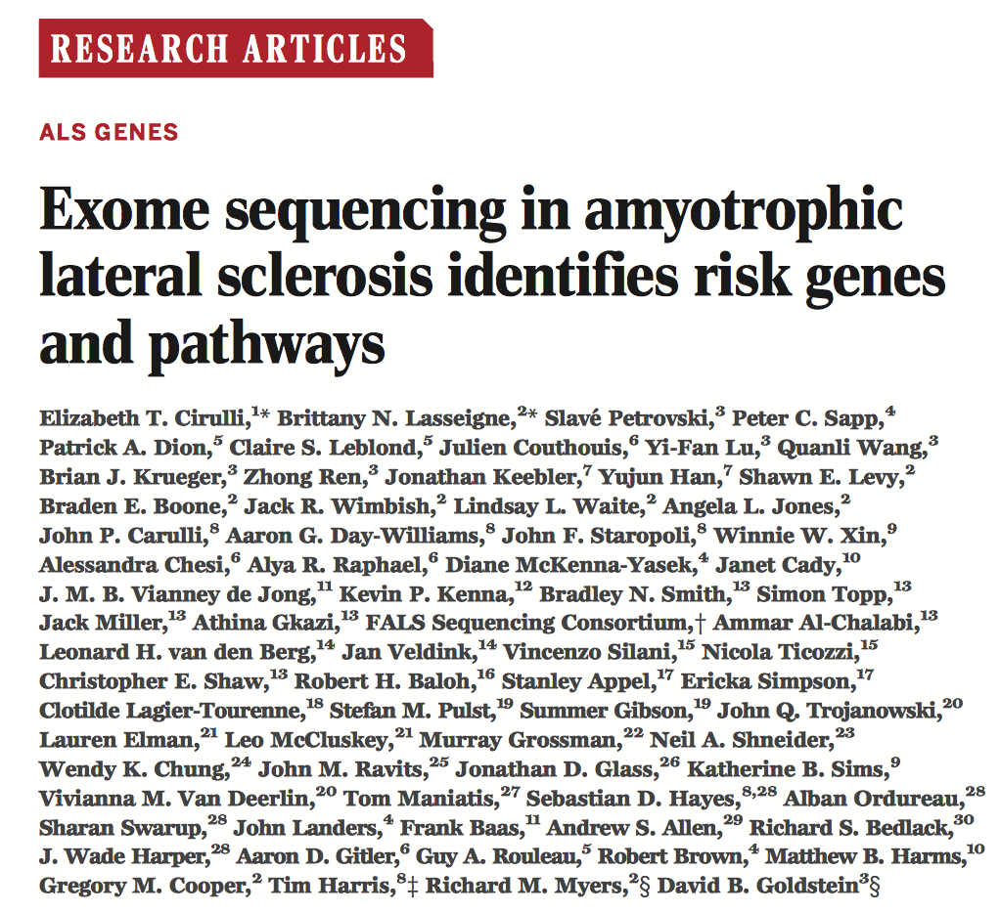 RESEARCH ARTICLES
ALS GENES
Exome sequencing in amyotrophic
lateral sclerosis identifies risk genes
and pathways
Elizabeth T. Cirulli,¹* Brittany N. Lasseigne,²* Slavé Petrovski,³ Peter C. Sapp,⁴
Patrick A. Dion,⁵ Claire S. Leblond,⁵ Julien Couthouis,⁶ Yi-Fan Lu,³ Quanli Wang,³
Brian J. Krueger,³ Zhong Ren,³ Jonathan Keebler,⁷ Yujun Han,⁷ Shawn E. Levy,²
Braden E. Boone,² Jack R. Wimbish,² Lindsay L. Waite,² Angela L. Jones,²
John P. Carulli,⁸ Aaron G. Day-Williams,⁸ John F. Staropoli,⁸ Winnie W. Xin,⁹
Alessandra Chesi,⁶ Alya R. Raphael,⁶ Diane McKenna-Yasek,⁴ Janet Cady,¹⁰
J. M. B. Vianney de Jong,¹¹ Kevin P. Kenna,¹² Bradley N. Smith,¹³ Simon Topp,¹³
Jack Miller,¹³ Athina Gkazi,¹³ FALS Sequencing Consortium,† Ammar Al-Chalabi,¹³
Leonard H. van den Berg,¹⁴ Jan Veldink,¹⁴ Vincenzo Silani,¹⁵ Nicola Ticozzi,¹⁵
Christopher E. Shaw,¹³ Robert H. Baloh,¹⁶ Stanley Appel,¹⁷ Ericka Simpson,¹⁷
Clotilde Lagier-Tourenne,¹⁸ Stefan M. Pulst,¹⁹ Summer Gibson,¹⁹ John Q. Trojanowski,²⁰
Lauren Elman,²¹ Leo McCluskey,²¹ Murray Grossman,²² Neil A. Shneider,²³
Wendy K. Chung,²⁴ John M. Ravits,²⁵ Jonathan D. Glass,²⁶ Katherine B. Sims,⁹
Vivianna M. Van Deerlin,²⁰ Tom Maniatis,²⁷ Sebastian D. Hayes,⁸,²⁸ Alban Ordureau,²⁸
Sharan Swarup,²⁸ John Landers,⁴ Frank Baas,¹¹ Andrew S. Allen,²⁹ Richard S. Bedlack,³⁰
J. Wade Harper,²⁸ Aaron D. Gitler,⁶ Guy A. Rouleau,⁵ Robert Brown,⁴ Matthew B. Harms,¹⁰
Gregory M. Cooper,² Tim Harris,⁸‡ Richard M. Myers,²§ David B. Goldstein³§